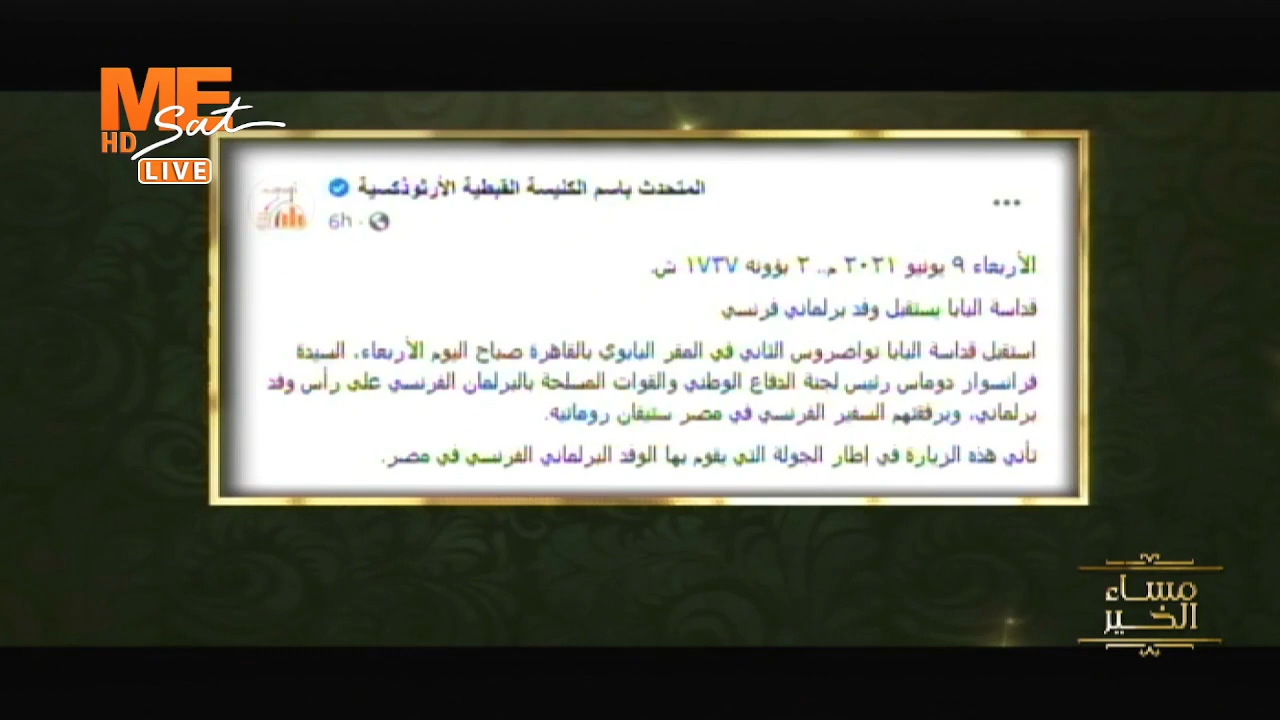 ME
Sat
HD
LIVE
المتحدث باسم الكنيسة القبطية الأرثوذكسية
6h ·
الأربعاء ٩ يونيو ٢٠٢١ م.. ٢ بؤونه ١٧٣٧ ش.
قداسة البابا يستقبل وفد برلماني فرنسي
استقبل قداسة البابا تواضروس الثاني في المقر البابوي بالقاهرة صباح اليوم الأربعاء، السيدة
فرانسوار دوماس رئيس لجنة الدفاع الوطني والقوات المسلحة بالبرلمان الفرنسي على رأس وفد
برلماني، وبرفقتهم السفير الفرنسي في مصر ستيفان روماتيه.
تأتي هذه الزيارة في إطار الجولة التي يقوم بها الوفد البرلماني الفرنسي في مصر.
مساء
الخير